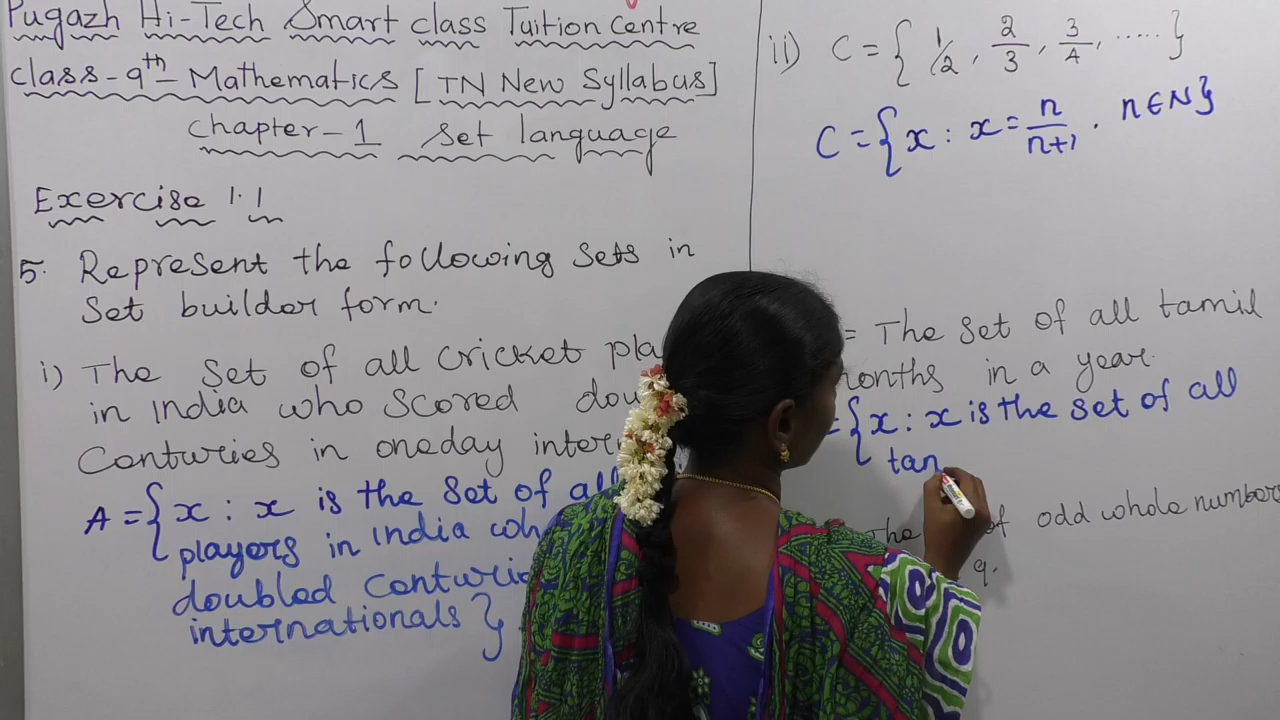 Pugazh Hi-Tech Smart class Tuition Centre
class-9th Mathematics [TN New Syllabus]
chapter-1 Set language
Exercise 1.1
5. Represent the following sets in
Set builder form.
i) The set of all cricket pla
in India who scored dou
Centuries in oneday inter
A = { x : x is the set of all
players in India who
doubled centuri
internationals }
ii) C = { 1/2, 2/3, 3/4, ..... }
C = { x : x = n/n+1, n ∈ N }
= The set of all tamil
months in a year.
= { x : x is the set of all
tam
The of odd whole numbers
9.